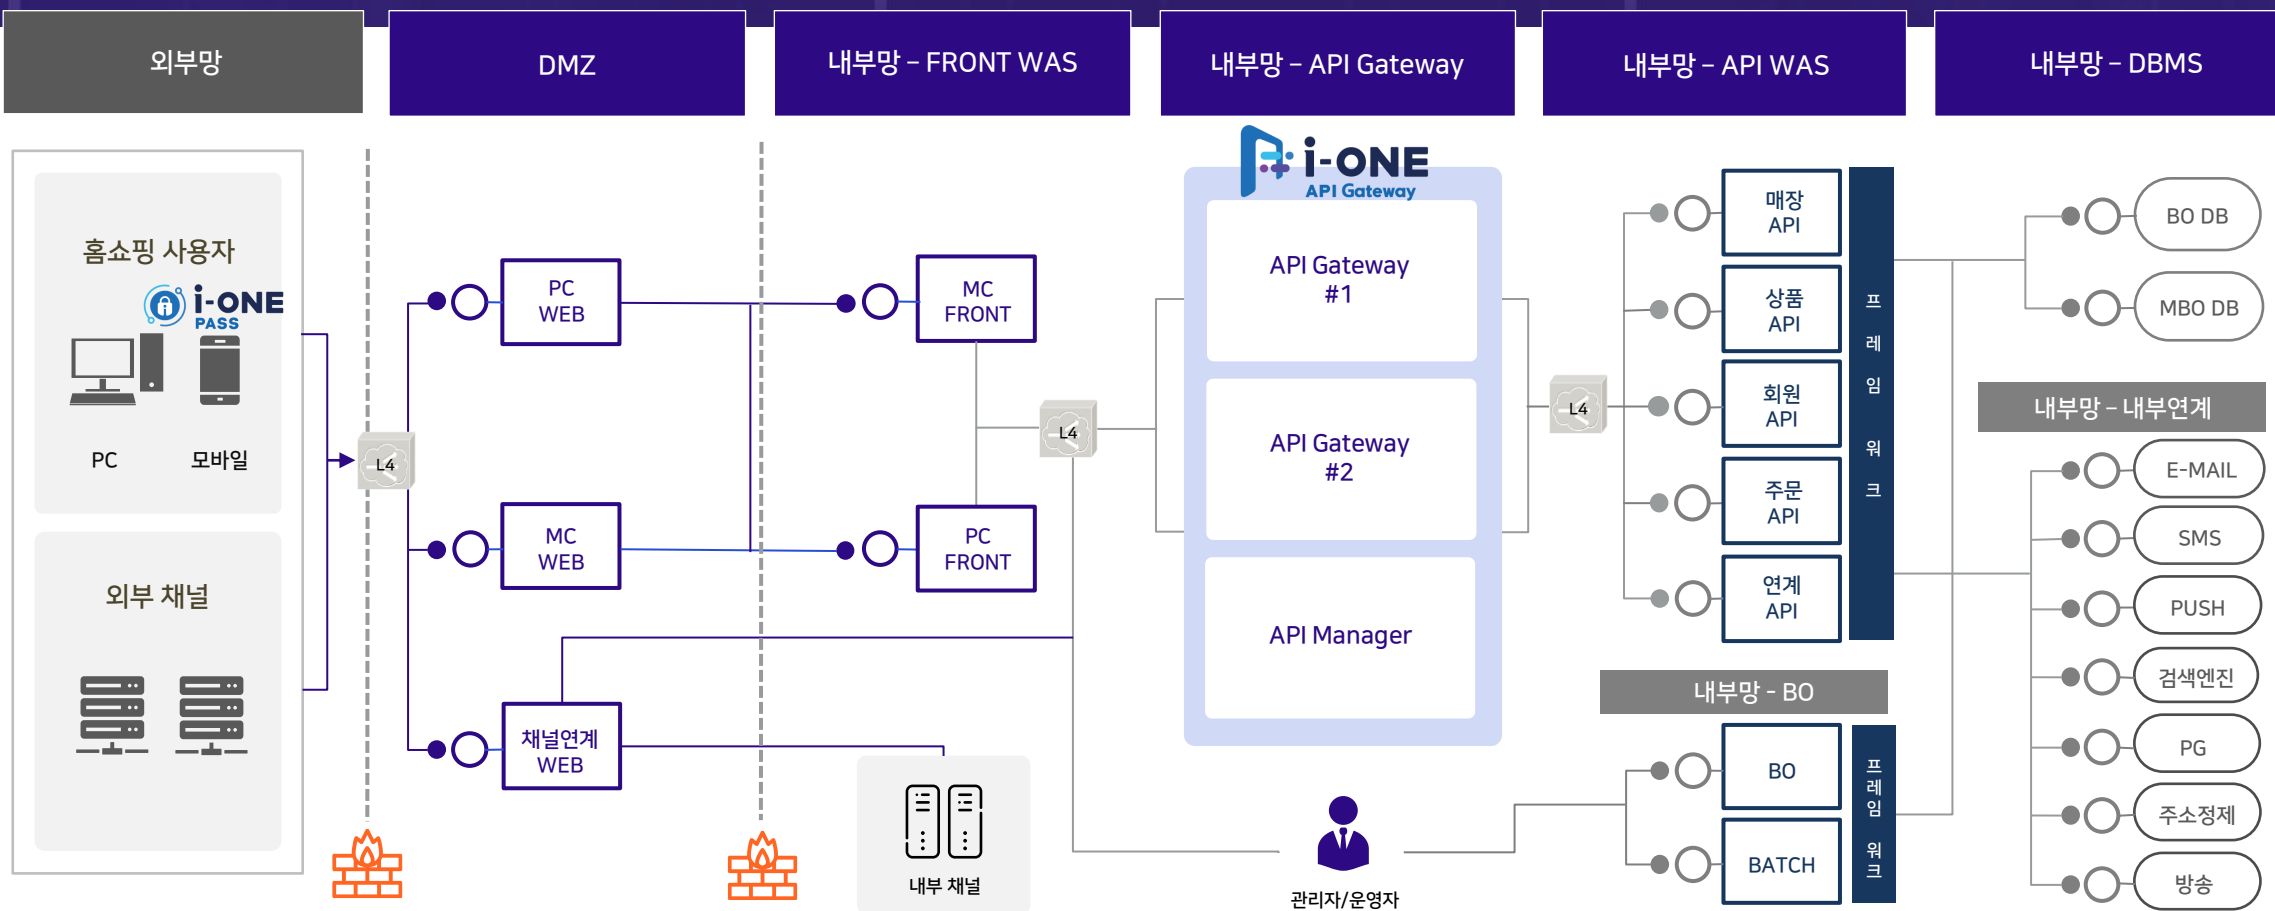 외부망
DMZ
내부망 – FRONT WAS
내부망 – API Gateway
내부망 – API WAS
내부망 – DBMS
홈쇼핑 사용자
i-ONE
PASS
PC
모바일
외부 채널
L4
PC
WEB
MC
WEB
채널연계
WEB
MC
FRONT
PC
FRONT
내부 채널
L4
i-ONE
API Gateway
API Gateway
#1
API Gateway
#2
API Manager
관리자/운영자
L4
매장
API
상품
API
회원
API
주문
API
연계
API
프
레
임
워
크
내부망 - BO
BO
BATCH
프
레
임
워
크
BO DB
MBO DB
내부망 – 내부연계
E-MAIL
SMS
PUSH
검색엔진
PG
주소정제
방송